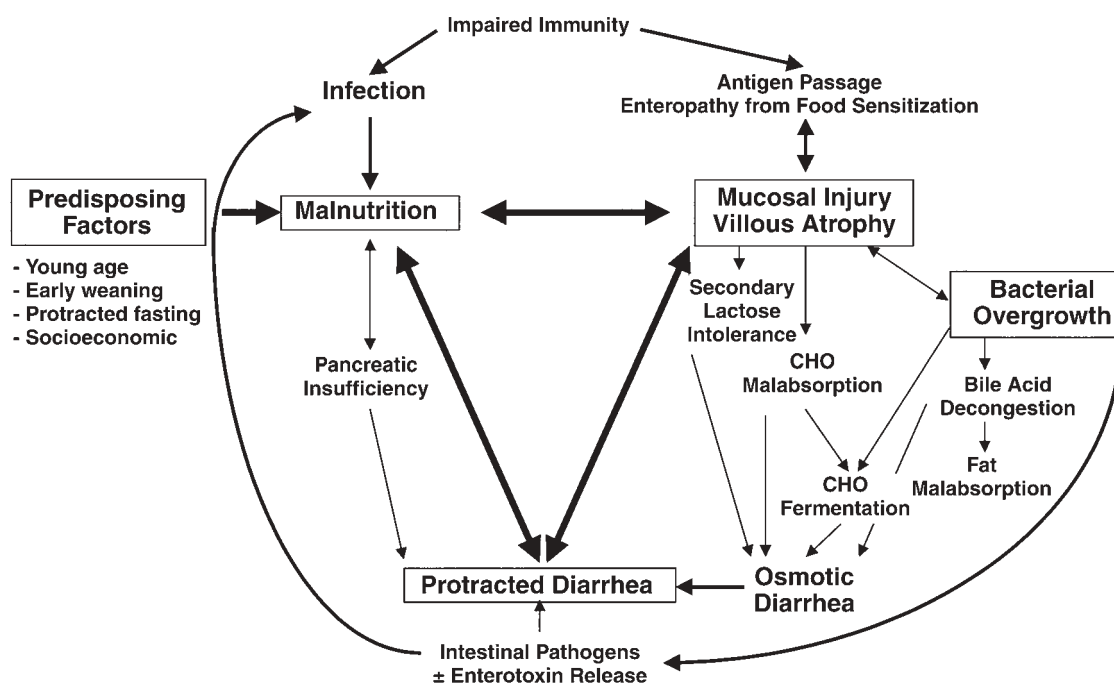 Impaired Immunity
Infection
Antigen Passage
Enteropathy from Food Sensitization
Predisposing
Factors
- Young age
- Early weaning
- Protracted fasting
- Socioeconomic
Malnutrition
Mucosal Injury
Villous Atrophy
Secondary
Lactose
Intolerance
Bacterial
Overgrowth
Pancreatic
Insufficiency
CHO
Malabsorption
Bile Acid
Decongestion
CHO
Fermentation
Fat
Malabsorption
Protracted Diarrhea
Osmotic
Diarrhea
Intestinal Pathogens
± Enterotoxin Release